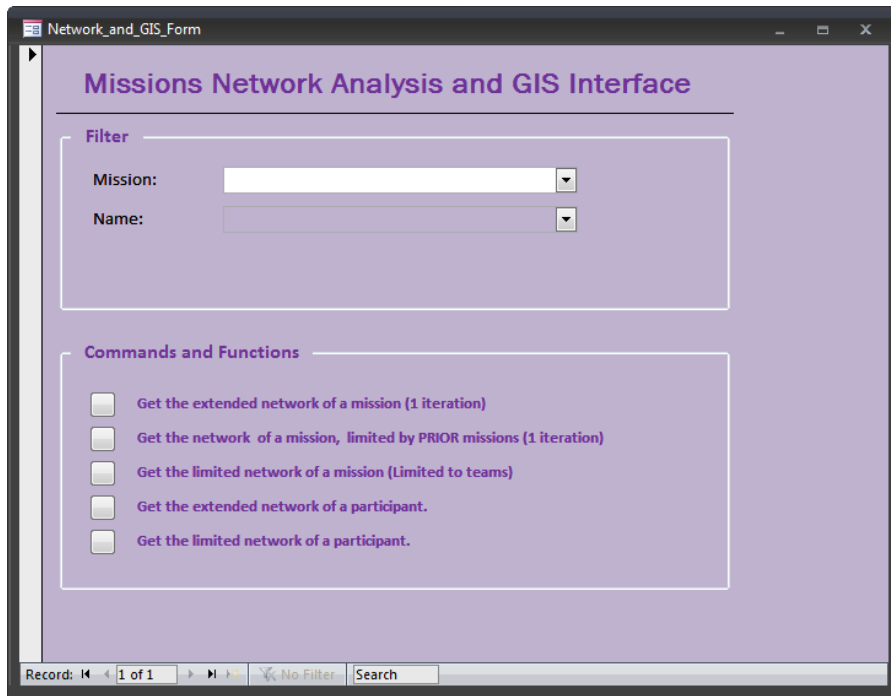 Network_and_GIS_Form
Missions Network Analysis and GIS Interface
Filter
Mission:
Name:
Commands and Functions
Get the extended network of a mission (1 iteration)
Get the network of a mission, limited by PRIOR missions (1 iteration)
Get the limited network of a mission (Limited to teams)
Get the extended network of a participant.
Get the limited network of a participant.
Record: 1 of 1 No Filter Search